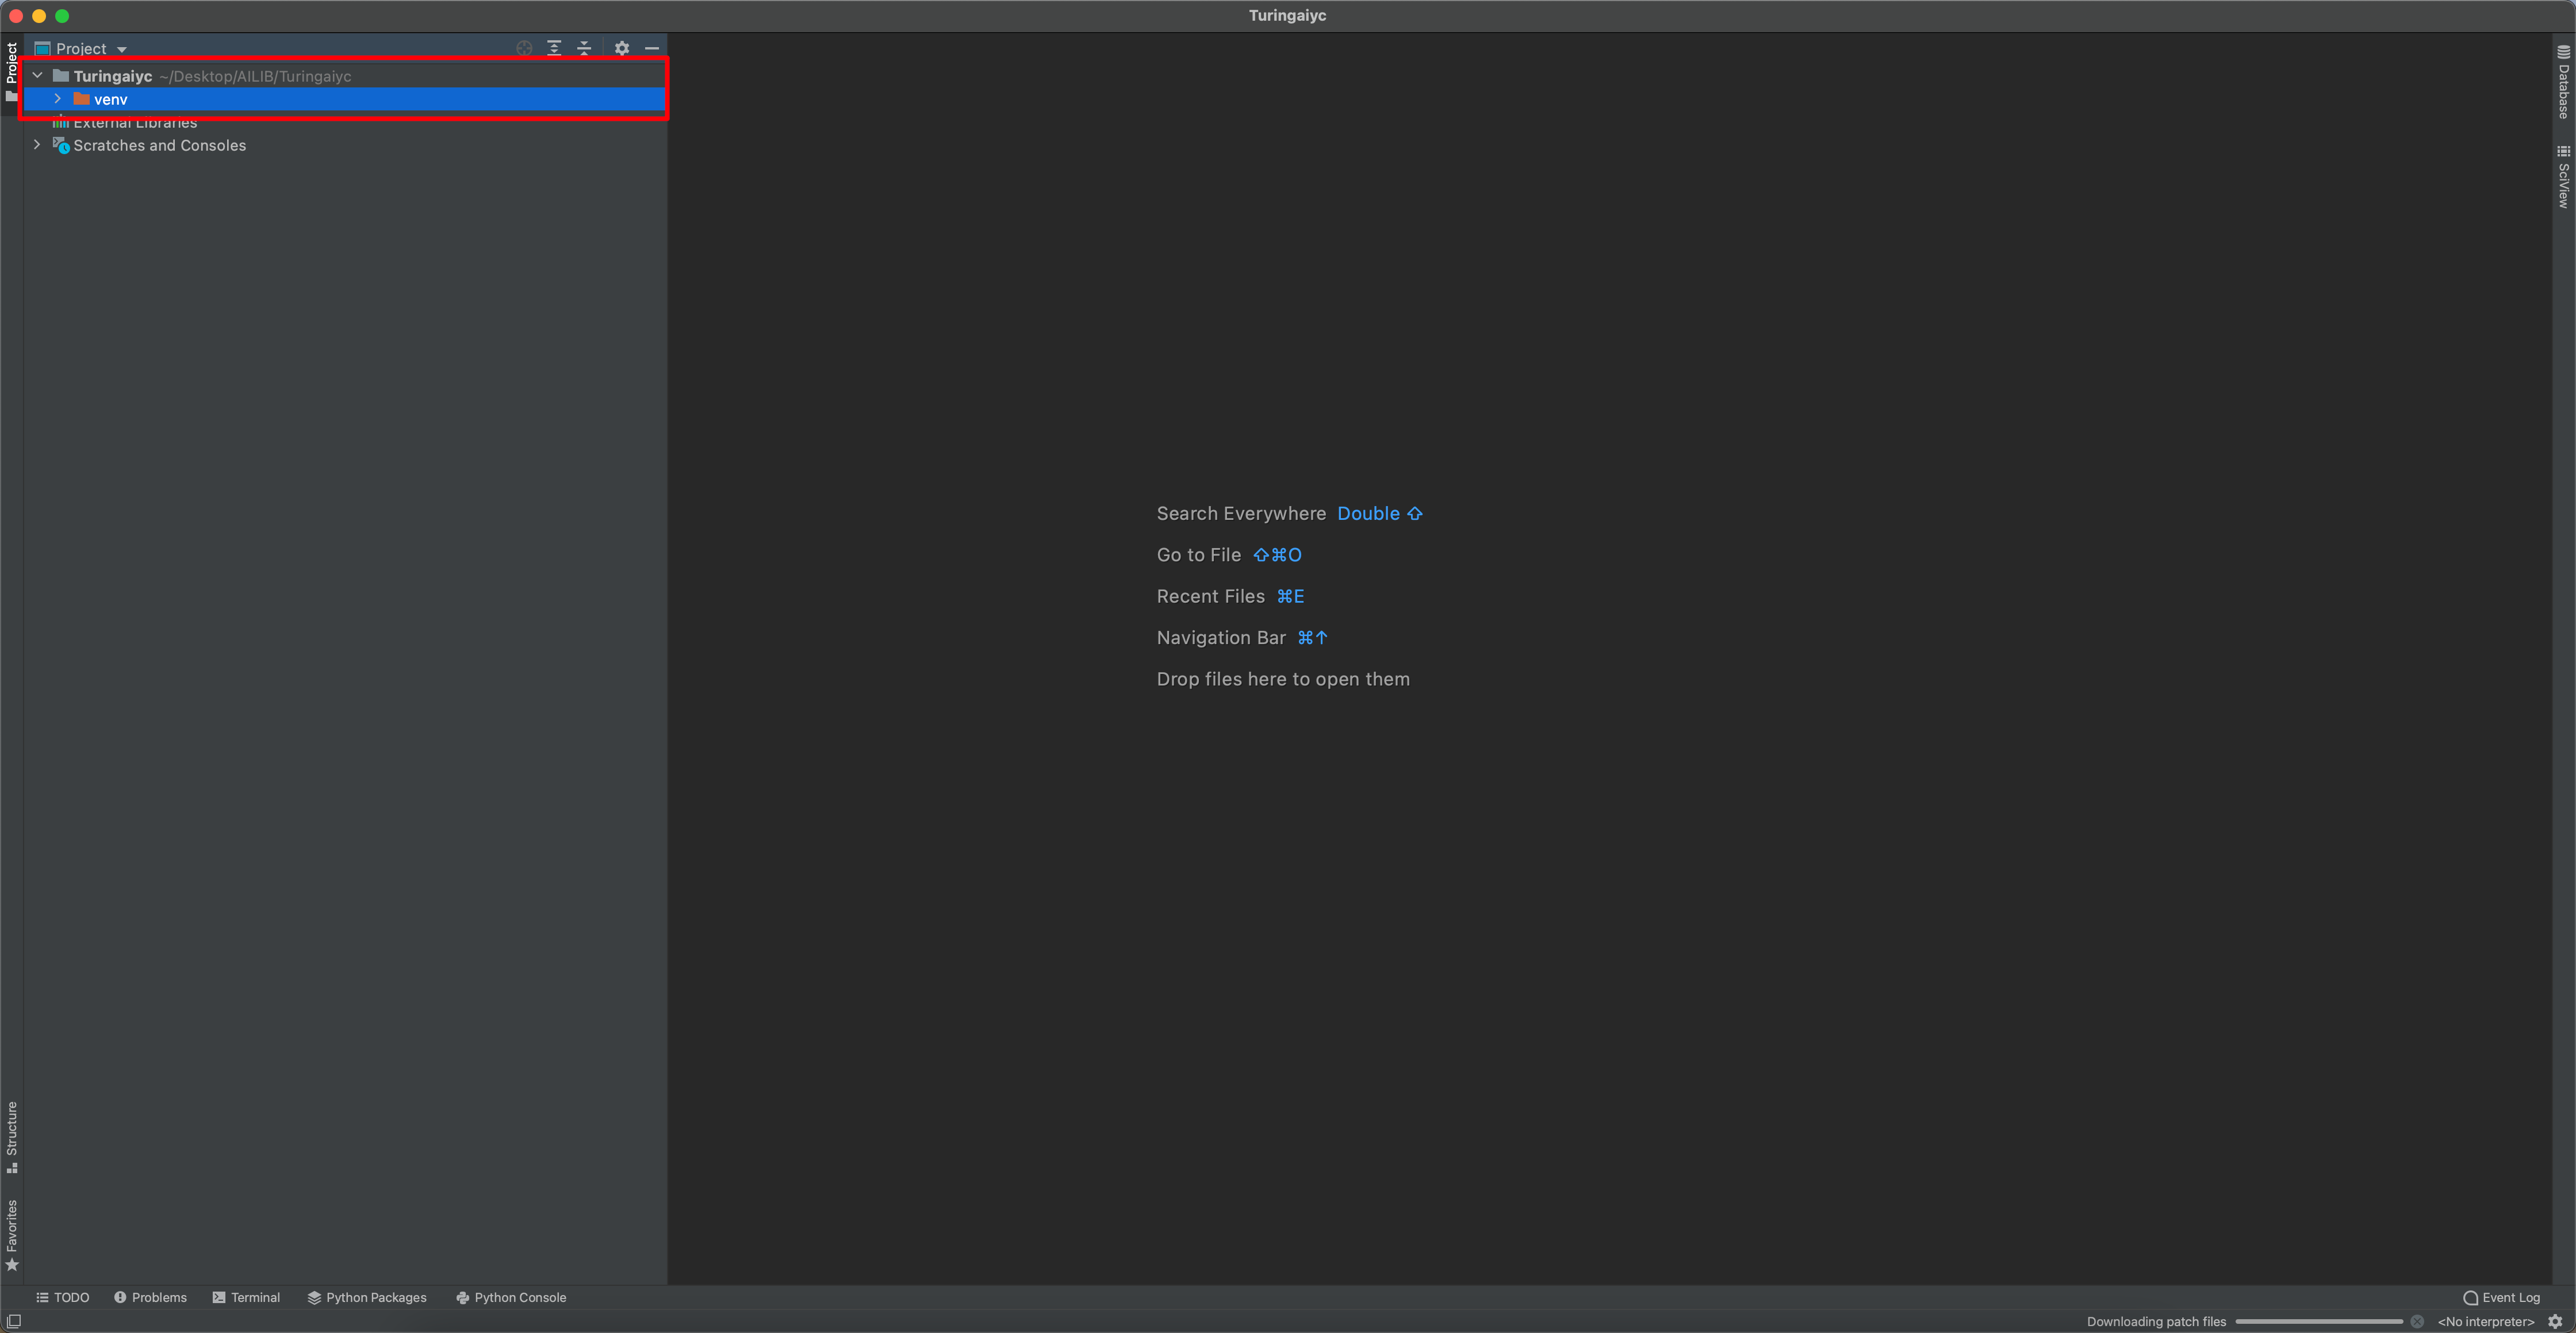 Turingaiyc
Project
Project
Turingaiyc ~/Desktop/AILIB/Turingaiyc
venv
External Libraries
Scratches and Consoles
Database
SciView
Search Everywhere Double ⇧
Go to File ⇧⌘O
Recent Files ⌘E
Navigation Bar ⌘↑
Drop files here to open them
Structure
Favorites
TODO Problems Terminal Python Packages Python Console Event Log
Downloading patch files <No interpreter>